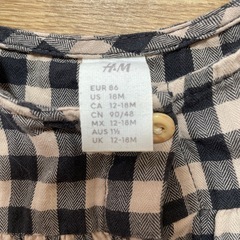 H&M
EUR 86
US 18M
CA 12-18M
CN 90/48
MX 12-18M
AUS 1½
UK 12-18M